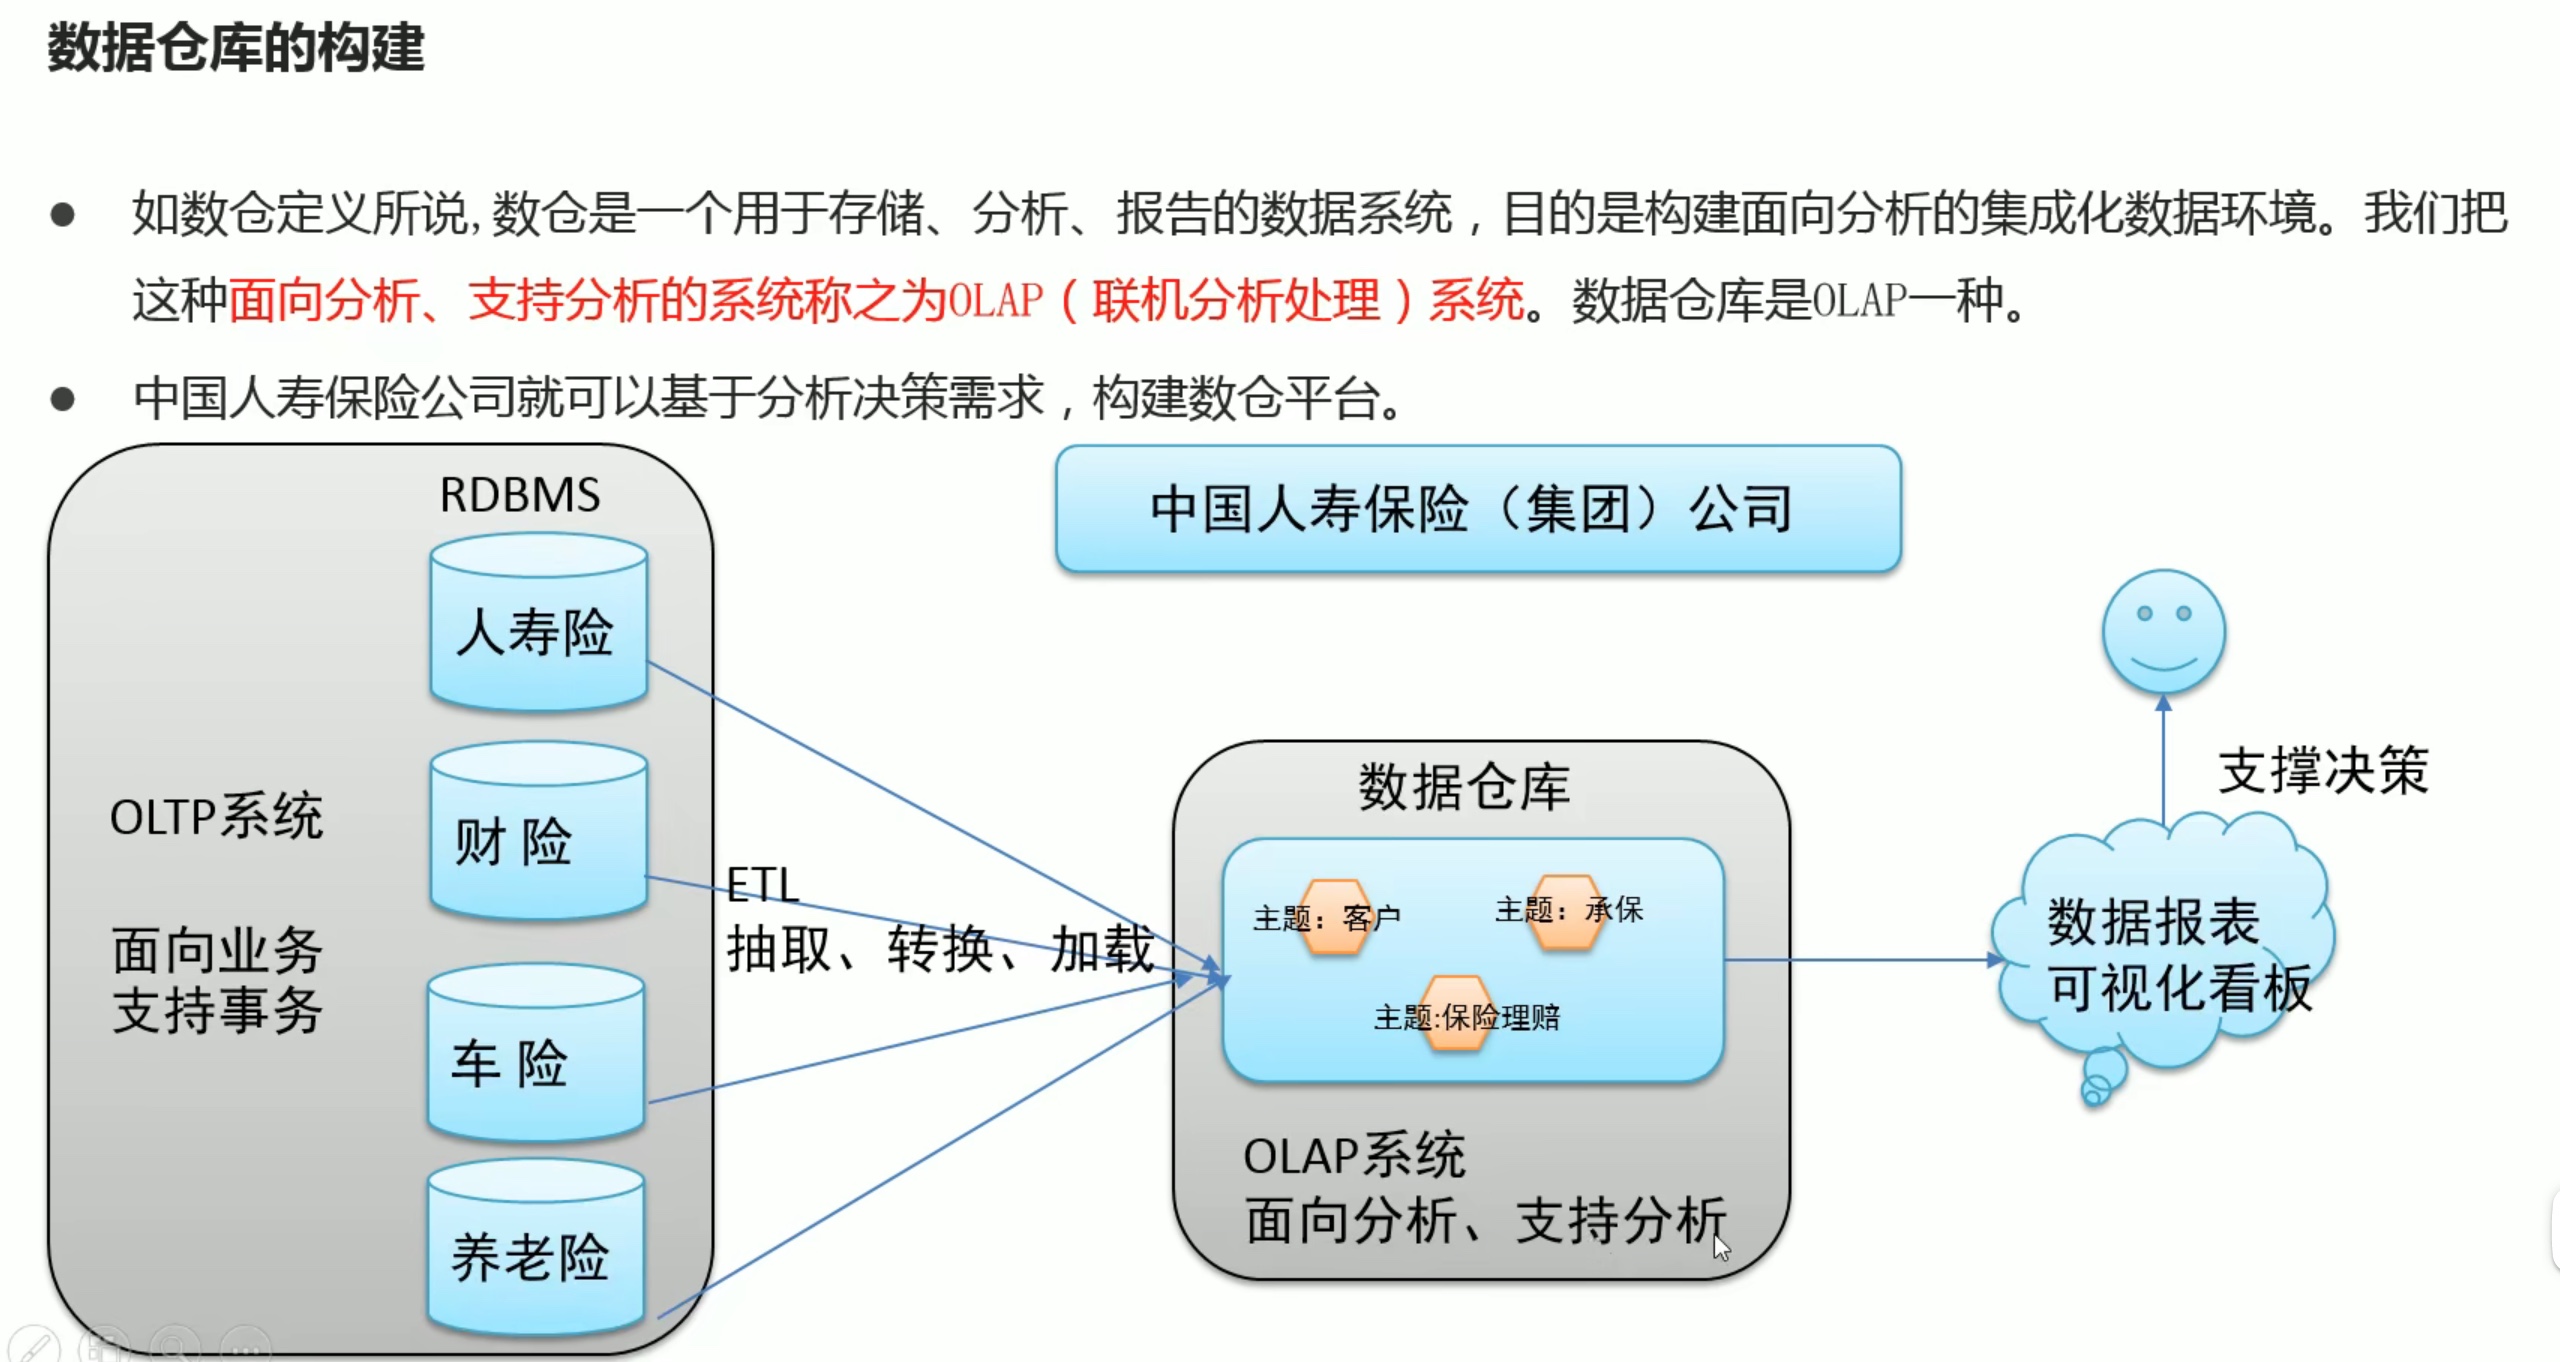 数据仓库的构建
● 如数仓定义所说,数仓是一个用于存储、分析、报告的数据系统，目的是构建面向分析的集成化数据环境。我们把
这种面向分析、支持分析的系统称之为OLAP（联机分析处理）系统。数据仓库是OLAP一种。
● 中国人寿保险公司就可以基于分析决策需求，构建数仓平台。
RDBMS
人寿险
财 险
车 险
养老险
OLTP系统
面向业务
支持事务
ETL
抽取、转换、加载
中国人寿保险（集团）公司
数据仓库
主题：客户
主题：承保
主题:保险理赔
OLAP系统
面向分析、支持分析
数据报表
可视化看板
支撑决策